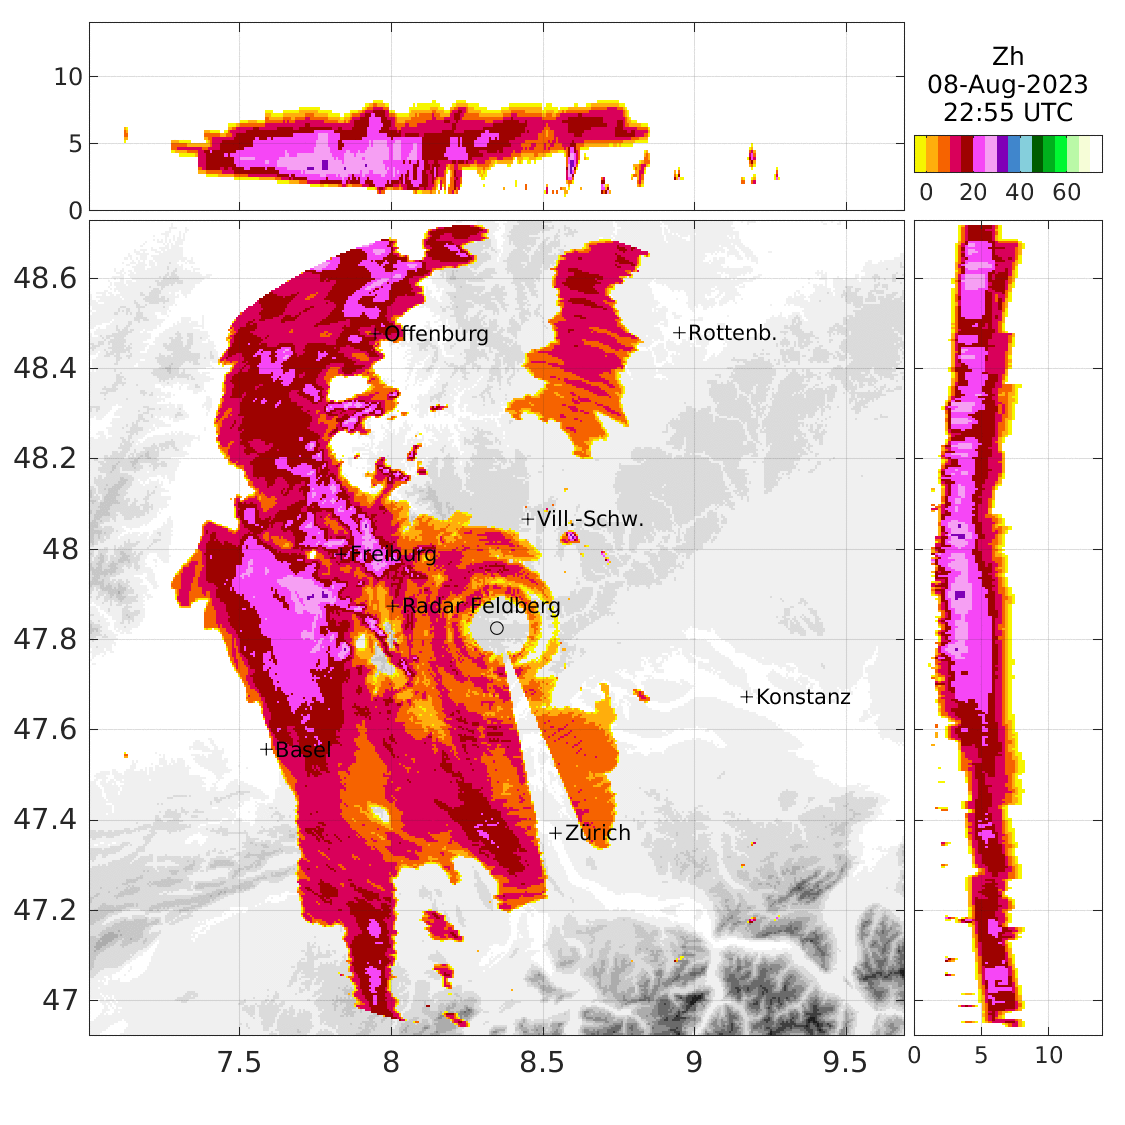 10
5
0
Zh
08-Aug-2023
22:55 UTC
0 20 40 60
48.6
48.4
48.2
48
47.8
47.6
47.4
47.2
47
+Offenburg
+Rottenb.
+Vill.-Schw.
+Freiburg
+Radar Feldberg
+Konstanz
+Basel
+Zürich
7.5 8 8.5 9 9.5
0 5 10